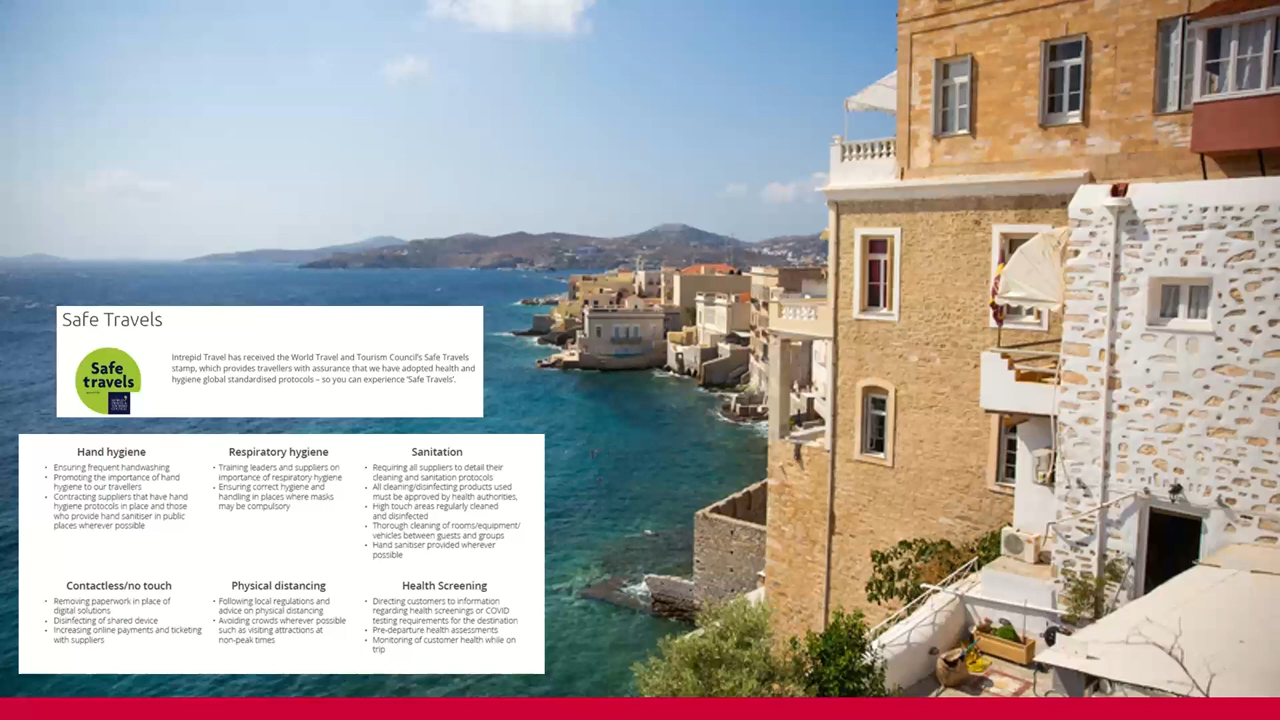 Safe Travels
Safe
travels
Intrepid Travel has received the World Travel and Tourism Council's Safe Travels
stamp, which provides travellers with assurance that we have adopted health and
hygiene global standardised protocols – so you can experience 'Safe Travels'.
Hand hygiene
• Ensuring frequent handwashing
• Promoting the importance of hand
hygiene to our travellers
• Contracting suppliers that have hand
hygiene protocols in place and those
who provide hand sanitiser in public
places wherever possible
Respiratory hygiene
• Training leaders and suppliers on
importance of respiratory hygiene
• Ensuring correct hygiene and
handling in places where masks
may be compulsory
Sanitation
• Requiring all suppliers to detail their
cleaning and sanitation protocols
• All cleaning/disinfecting products used
must be approved by health authorities,
• High touch areas regularly cleaned
and disinfected
• Thorough cleaning of rooms/equipment/
vehicles between guests and groups
• Hand sanitiser provided wherever
possible
Contactless/no touch
• Removing paperwork in place of
digital solutions
• Disinfecting of shared device
• Increasing online payments and ticketing
with suppliers
Physical distancing
• Following local regulations and
advice on physical distancing
• Avoiding crowds wherever possible
such as visiting attractions at
non-peak times
Health Screening
• Directing customers to information
regarding health screenings or COVID
testing requirements for the destination
• Pre-departure health assessments
• Monitoring of customer health while on
trip